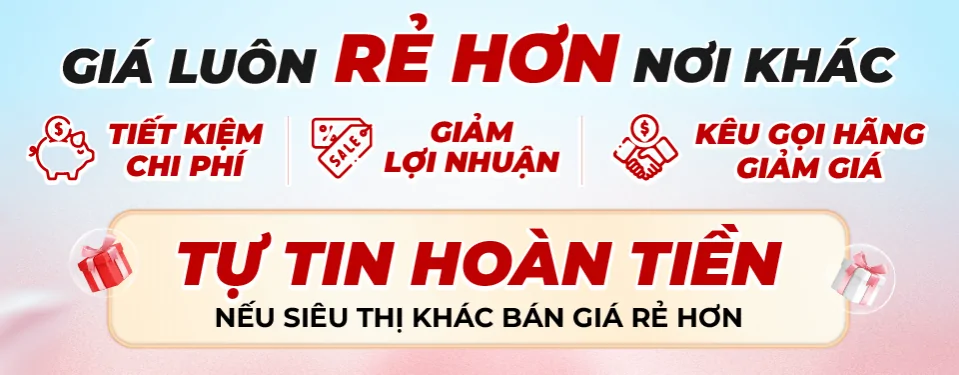 GIÁ LUÔN RẺ HƠN NƠI KHÁC
$
TIẾT KIỆM
CHI PHÍ
%
SALE
GIẢM
LỢI NHUẬN
$
KÊU GỌI HÃNG
GIẢM GIÁ
TỰ TIN HOÀN TIỀN
NẾU SIÊU THỊ KHÁC BÁN GIÁ RẺ HƠN